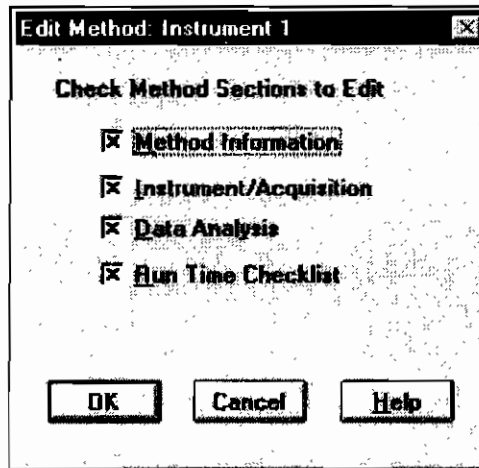 Edit Method: Instrument 1
Check Method Sections to Edit
Method Information
Instrument/Acquisition
Data Analysis
Run Time Checklist
OK Cancel Help